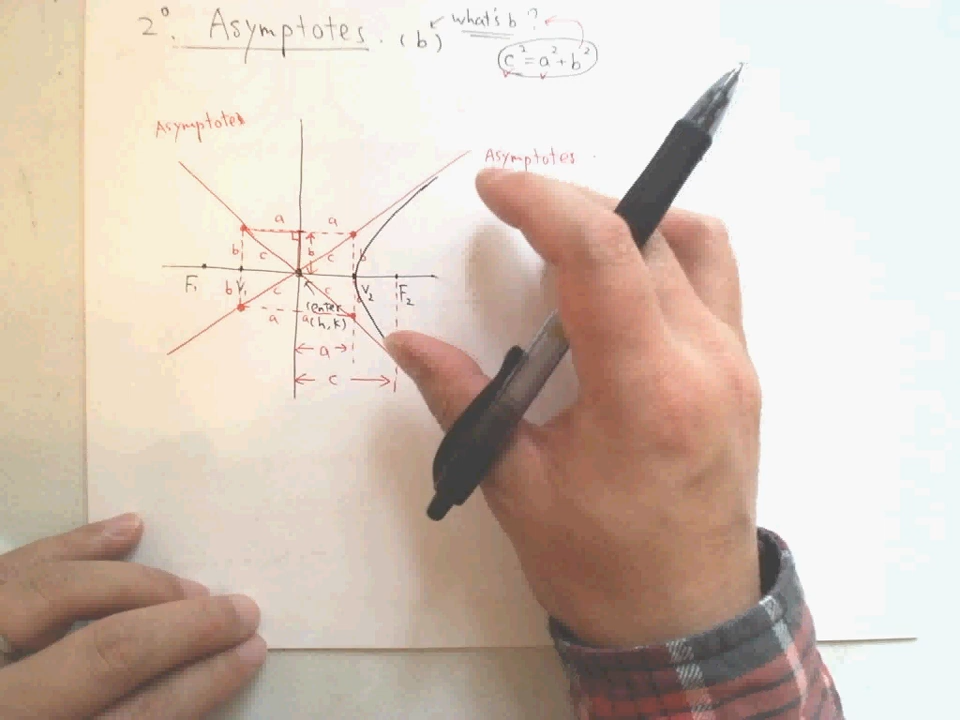 2°. Asymptotes. (b) what's b?
c² = a² + b²
Asymptotes
Asymptotes.
a a
b c b c b
F₁ V₁ V₂ F₂
b c c
center
a a (h, k)
a
c